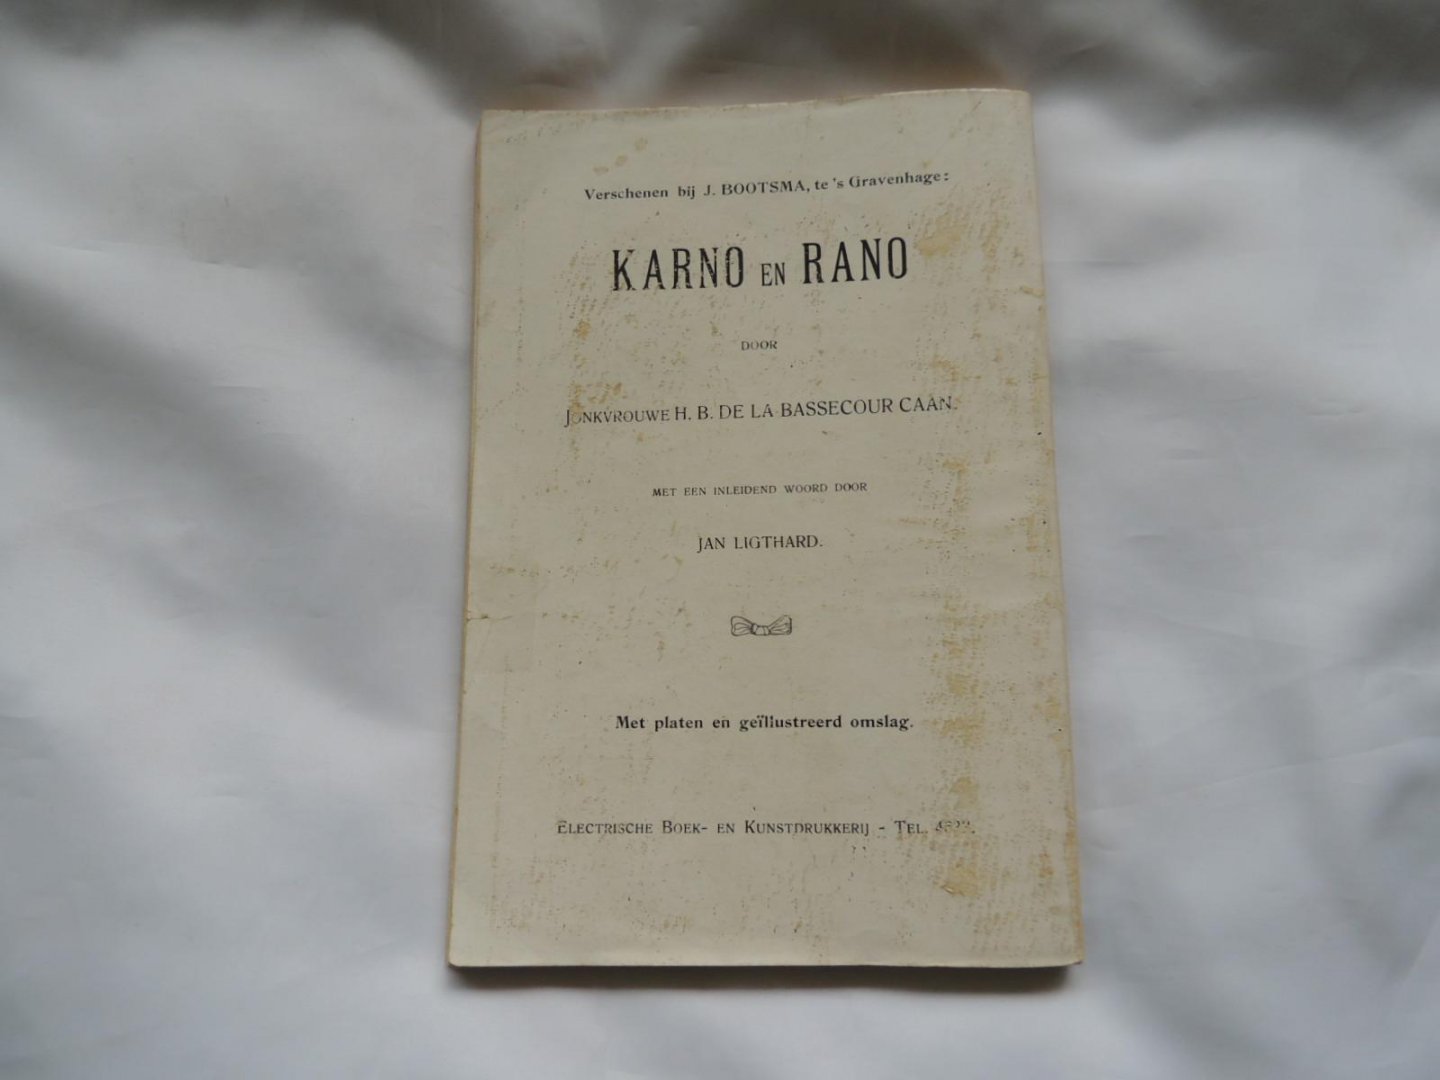 Verschenen bij J. BOOTSMA, te 's Gravenhage:
KARNO EN RANO
DOOR
JONKVROUWE H. B. DE LA BASSECOUR CAAN.
MET EEN INLEIDEND WOORD DOOR
JAN LIGTHARD.
Met platen en geïllustreerd omslag.
ELECTRISCHE BOEK- EN KUNSTDRUKKERIJ - TEL.